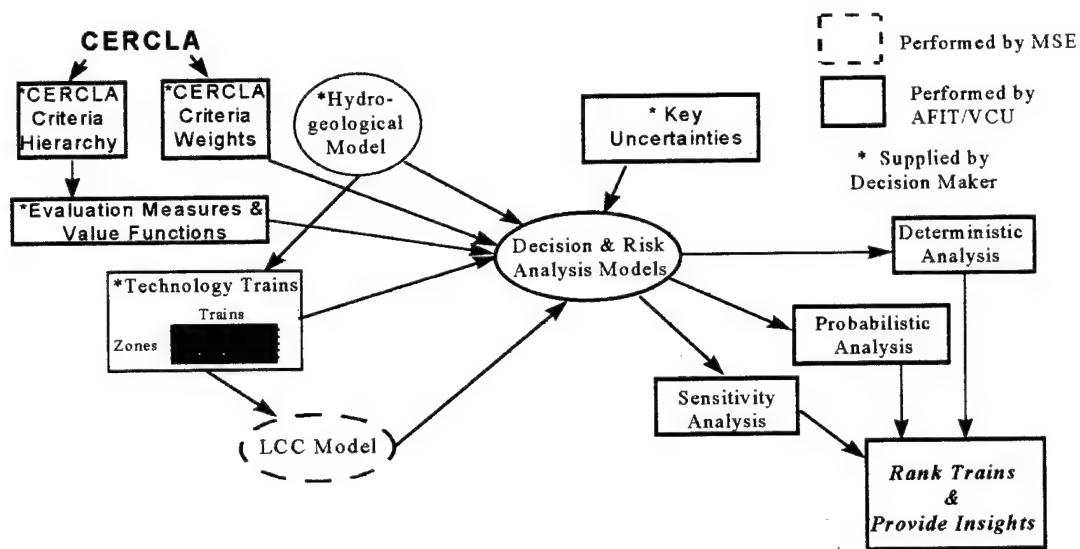 CERCLA
*CERCLA
Criteria
Hierarchy
*CERCLA
Criteria
Weights
*Hydro-
geological
Model
* Key
Uncertainties
Performed by MSE
Performed by
AFIT/VCU
* Supplied by
Decision Maker
*Evaluation Measures &
Value Functions
Decision & Risk
Analysis Models
Deterministic
Analysis
*Technology Trains
Trains
Zones
Probabilistic
Analysis
Sensitivity
Analysis
LCC Model
Rank Trains
&
Provide Insights